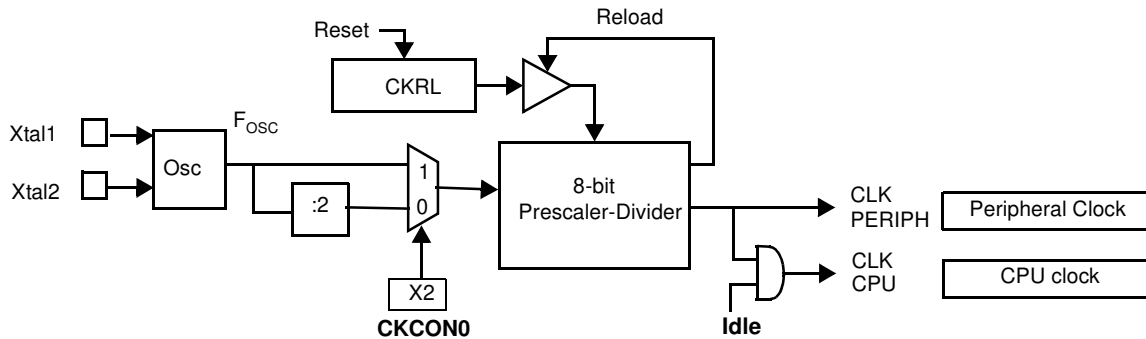 Reload
Reset
CKRL
Xtal1
F_OSC
Osc
Xtal2
:2
1
0
8-bit
Prescaler-Divider
CLK
PERIPH
Peripheral Clock
CLK
CPU
CPU clock
X2
CKCON0
Idle